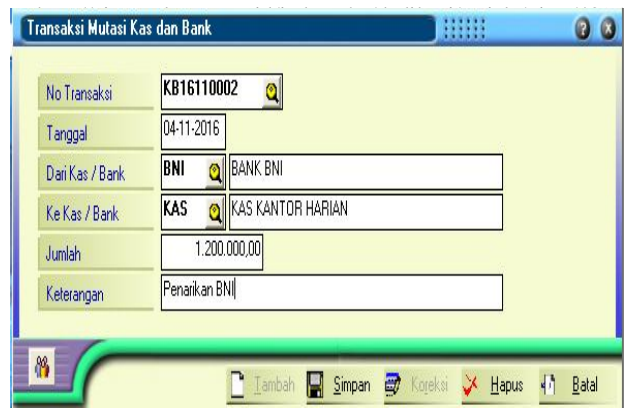 Transaksi Mutasi Kas dan Bank
No Transaksi KB16110002
Tanggal 04-11-2016
Dari Kas / Bank BNI BANK BNI
Ke Kas / Bank KAS KAS KANTOR HARIAN
Jumlah 1.200.000,00
Keterangan Penarikan BNI
Tambah Simpan Koreksi Hapus Batal